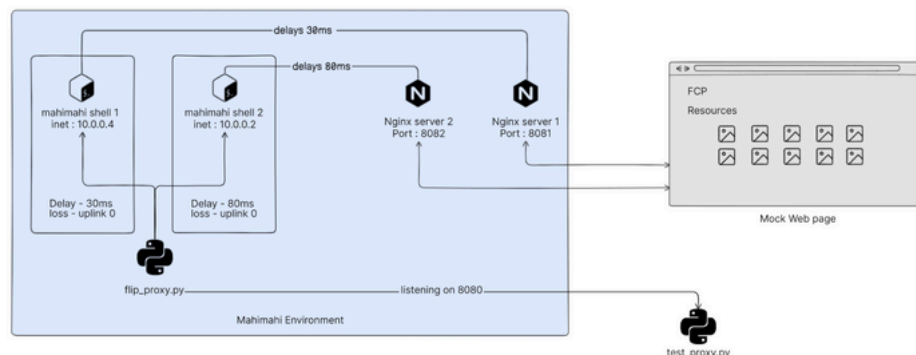 delays 30ms
delays 80ms
mahimahi shell 1
inet : 10.0.0.4
mahimahi shell 2
inet : 10.0.0.2
Nginx server 2
Port : 8082
Nginx server 1
Port : 8081
FCP
Resources
Delay - 30ms
loss - uplink 0
Delay - 80ms
loss - uplink 0
Mock Web page
flip_proxy.py
listening on 8080
Mahimahi Environment
test_proxy.py